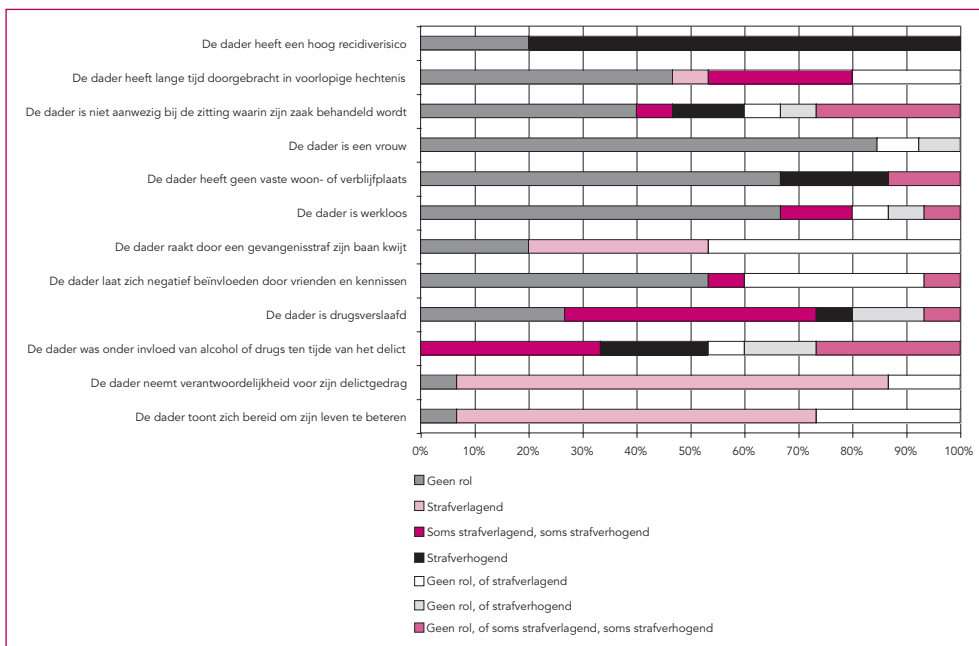 De dader heeft een hoog recidiverisico
De dader heeft lange tijd doorgebracht in voorlopige hechtenis
De dader is niet aanwezig bij de zitting waarin zijn zaak behandeld wordt
De dader is een vrouw
De dader heeft geen vaste woon- of verblijfplaats
De dader is werkloos
De dader raakt door een gevangenisstraf zijn baan kwijt
De dader laat zich negatief beïnvloeden door vrienden en kennissen
De dader is drugsverslaafd
De dader was onder invloed van alcohol of drugs ten tijde van het delict
De dader neemt verantwoordelijkheid voor zijn delictgedrag
De dader toont zich bereid om zijn leven te beteren
0% 10% 20% 30% 40% 50% 60% 70% 80% 90% 100%
Geen rol
Strafverlagend
Soms strafverlagend, soms strafverhogend
Strafverhogend
Geen rol, of strafverlagend
Geen rol, of strafverhogend
Geen rol, of soms strafverlagend, soms strafverhogend